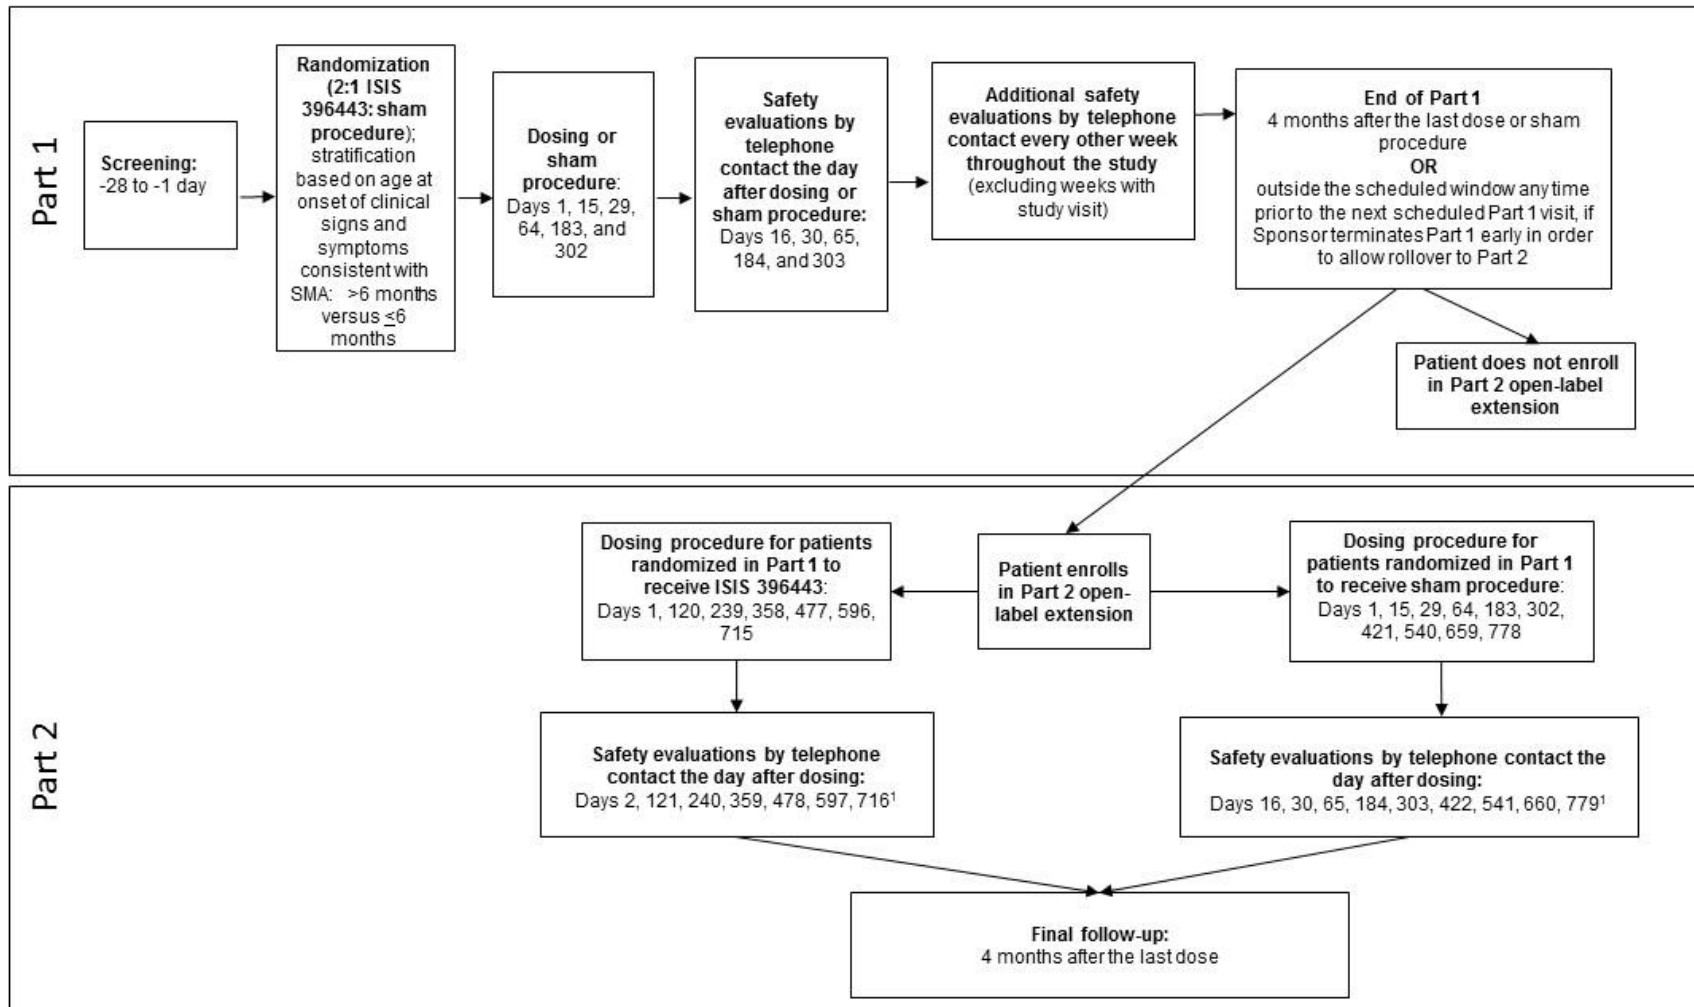 Part 1
Screening:
-28 to -1 day
Randomization
(2:1 ISIS
396443: sham
procedure);
stratification
based on age at
onset of clinical
signs and
symptoms
consistent with
SMA: >6 months
versus ≤6
months
Dosing or
sham
procedure:
Days 1, 15, 29,
64, 183, and
302
Safety
evaluations by
telephone
contact the day
after dosing or
sham procedure:
Days 16, 30, 65,
184, and 303
Additional safety
evaluations by telephone
contact every other week
throughout the study
(excluding weeks with
study visit)
End of Part 1
4 months after the last dose or sham
procedure
OR
outside the scheduled window any time
prior to the next scheduled Part 1 visit, if
Sponsor terminates Part 1 early in order
to allow rollover to Part 2
Patient does not enroll
in Part 2 open-label
extension
Part 2
Dosing procedure for patients
randomized in Part 1 to
receive ISIS 396443:
Days 1, 120, 239, 358, 477, 596,
715
Patient enrolls
in Part 2 open-
label extension
Dosing procedure for
patients randomized in Part 1
to receive sham procedure:
Days 1, 15, 29, 64, 183, 302,
421, 540, 659, 778
Safety evaluations by telephone
contact the day after dosing:
Days 2, 121, 240, 359, 478, 597, 716¹
Safety evaluations by telephone contact the
day after dosing:
Days 16, 30, 65, 184, 303, 422, 541, 660, 779¹
Final follow-up:
4 months after the last dose